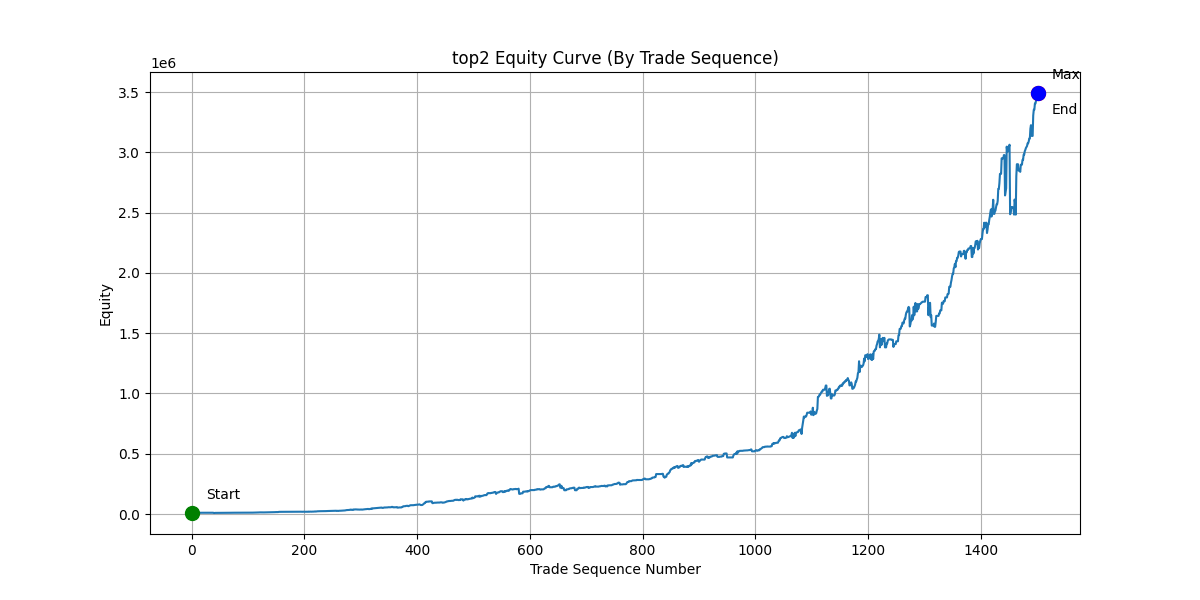 top2 Equity Curve (By Trade Sequence)
1e6
Max
3.5
End
3.0
2.5
2.0
Equity
1.5
1.0
0.5
Start
0.0
0 200 400 600 800 1000 1200 1400
Trade Sequence Number